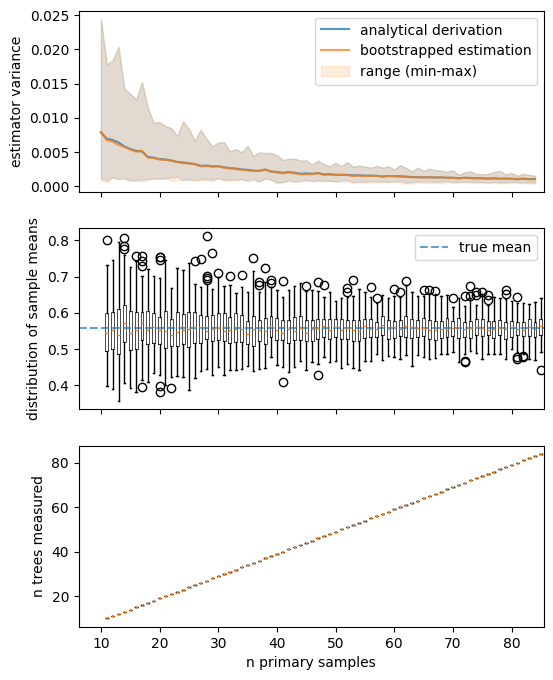 0.025
0.020
0.015
0.010
0.005
0.000
estimator variance
analytical derivation
bootstrapped estimation
range (min-max)
0.8
0.7
0.6
0.5
0.4
distribution of sample means
true mean
80
60
40
20
n trees measured
10 20 30 40 50 60 70 80
n primary samples